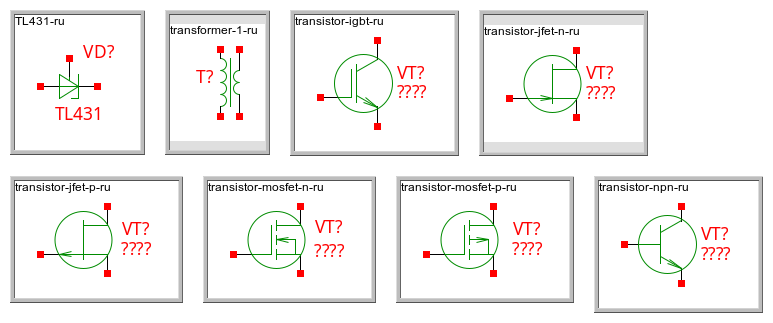 TL431-ru
VD?
TL431
transformer-1-ru
T?
transistor-igbt-ru
VT?
????
transistor-jfet-n-ru
VT?
????
transistor-jfet-p-ru
VT?
????
transistor-mosfet-n-ru
VT?
????
transistor-mosfet-p-ru
VT?
????
transistor-npn-ru
VT?
????